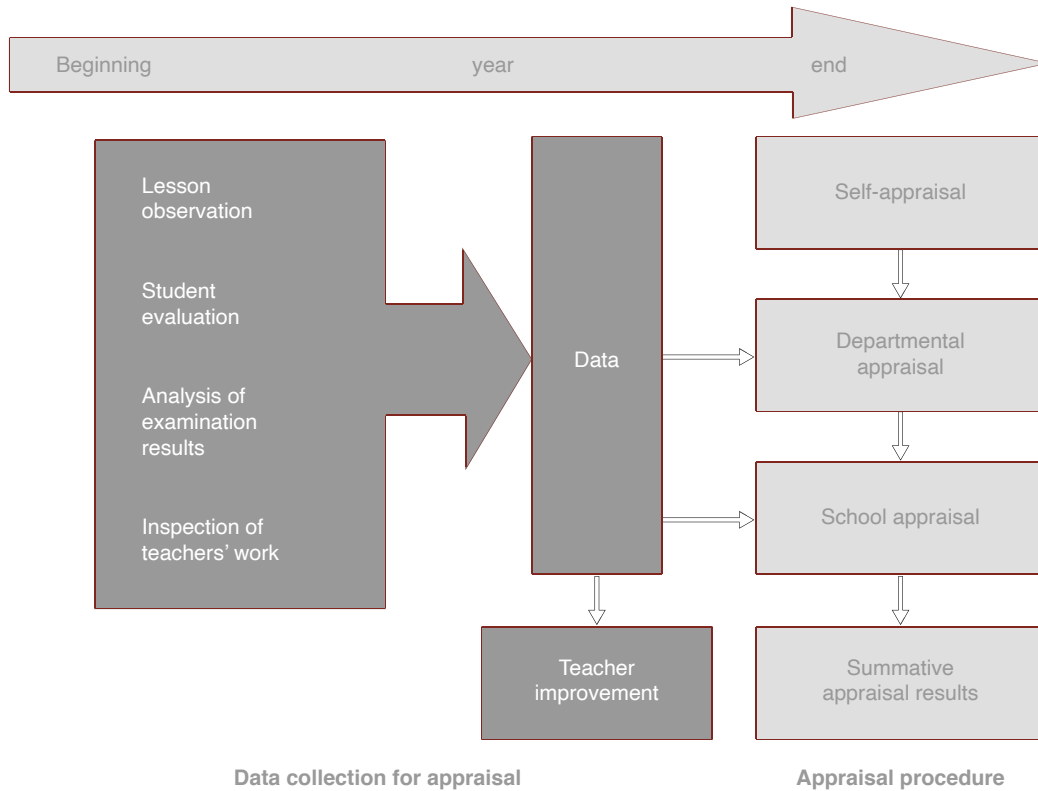 Beginning year end
Lesson
observation
Student
evaluation
Analysis of
examination
results
Inspection of
teachers’ work
Data
Teacher
improvement
Self-appraisal
Departmental
appraisal
School appraisal
Summative
appraisal results
Data collection for appraisal
Appraisal procedure